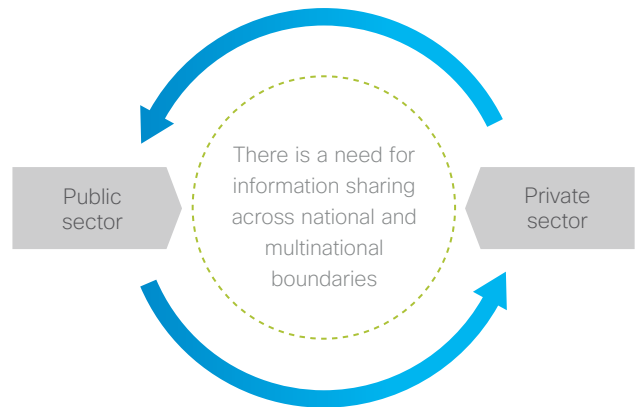 Public
sector
There is a need for
information sharing
across national and
multinational
boundaries
Private
sector